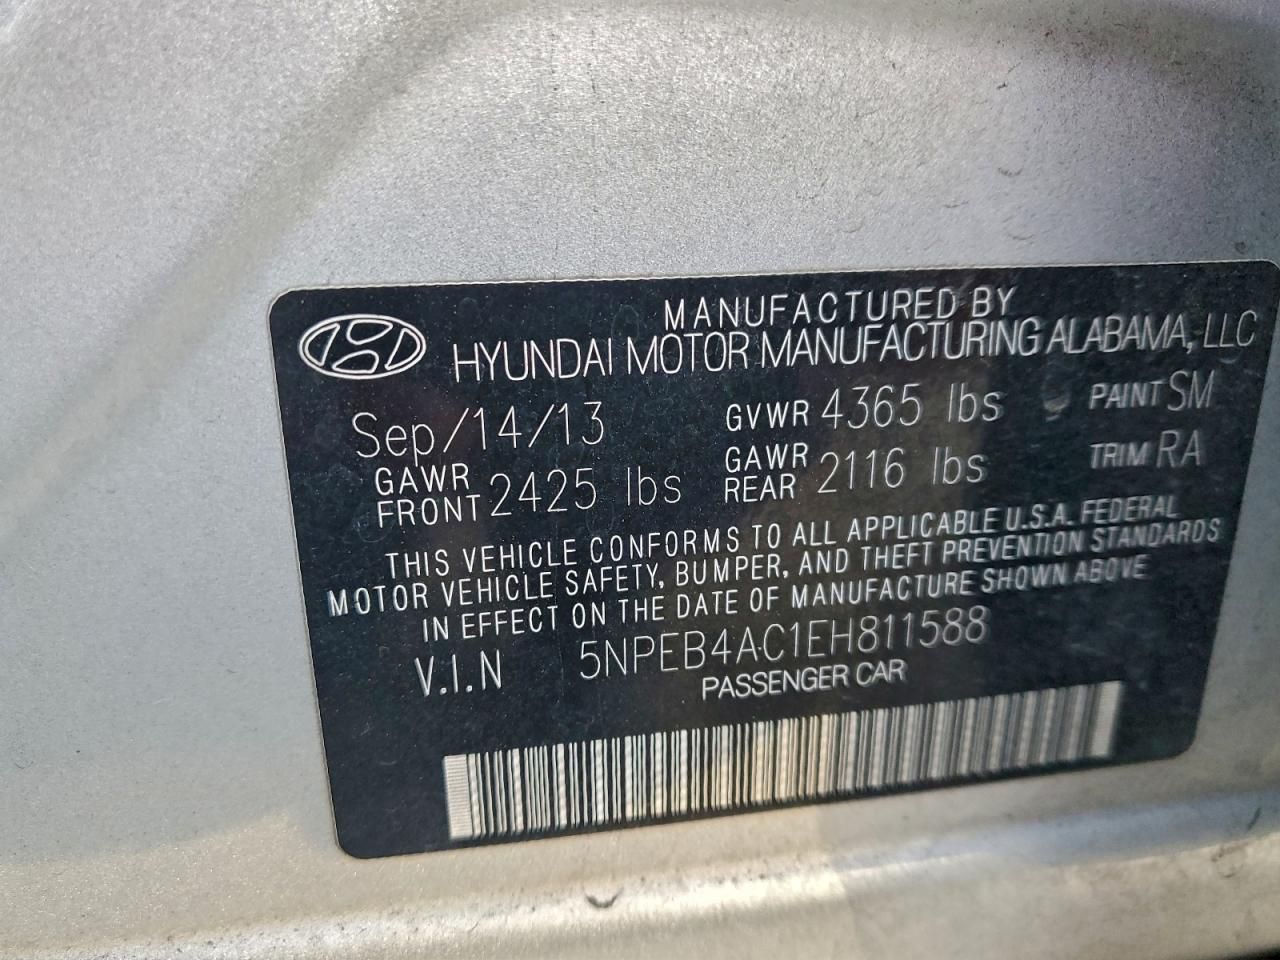 MANUFACTURED BY
HYUNDAI MOTOR MANUFACTURING ALABAMA, LLC
Sep/14/13 GVWR 4365 lbs PAINT SM
GAWR FRONT 2425 lbs GAWR REAR 2116 lbs TRIM RA
THIS VEHICLE CONFORMS TO ALL APPLICABLE U.S.A. FEDERAL
MOTOR VEHICLE SAFETY, BUMPER, AND THEFT PREVENTION STANDARDS
IN EFFECT ON THE DATE OF MANUFACTURE SHOWN ABOVE
V.I.N 5NPEB4AC1EH811588
PASSENGER CAR